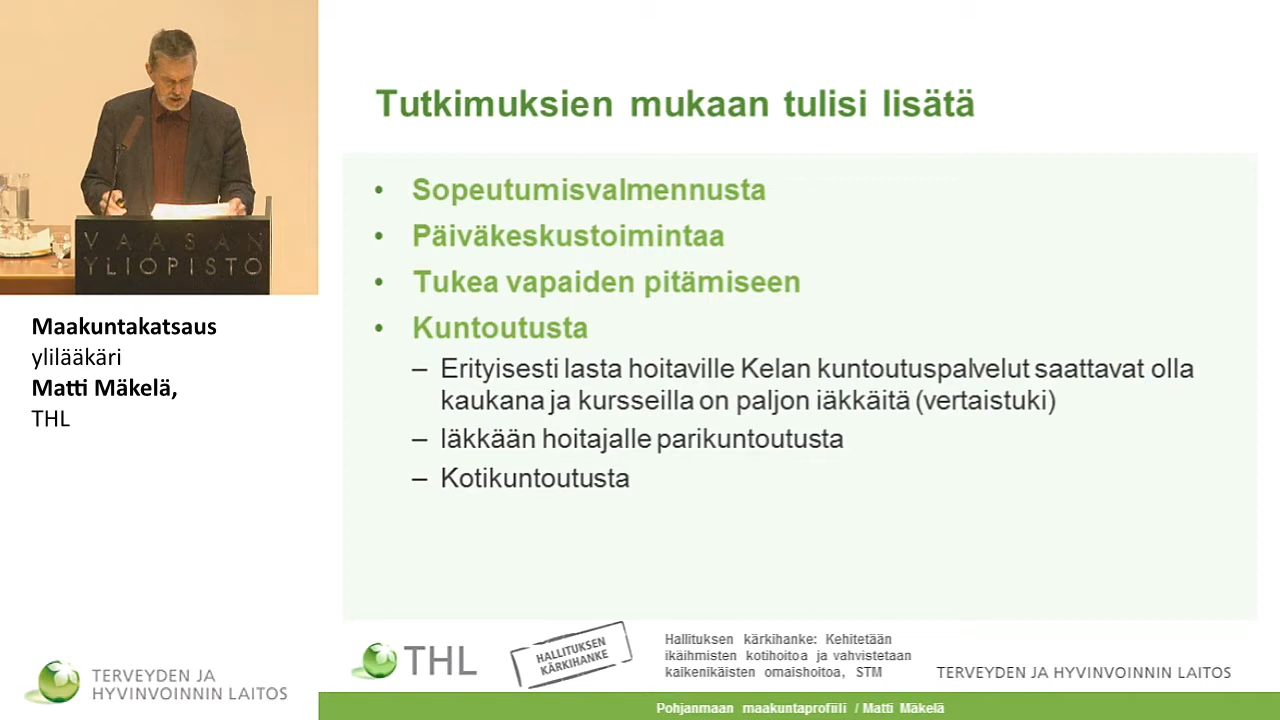 VAASAN
YLIOPISTO
Maakuntakatsaus
ylilääkäri
Matti Mäkelä,
THL
TERVEYDEN JA
HYVINVOINNIN LAITOS
Tutkimuksien mukaan tulisi lisätä
• Sopeutumisvalmennusta
• Päiväkeskustoimintaa
• Tukea vapaiden pitämiseen
• Kuntoutusta
– Erityisesti lasta hoitaville Kelan kuntoutuspalvelut saattavat olla
kaukana ja kursseilla on paljon iäkkäitä (vertaistuki)
– Iäkkään hoitajalle parikuntoutusta
– Kotikuntoutusta
THL
HALLITUKSEN
KÄRKIHANKE
Hallituksen kärkihanke: Kehitetään
ikäihmisten kotihoitoa ja vahvistetaan
kaikenikäisten omaishoitoa, STM
TERVEYDEN JA HYVINVOINNIN LAITOS
Pohjanmaan maakuntaprofiili / Matti Mäkelä